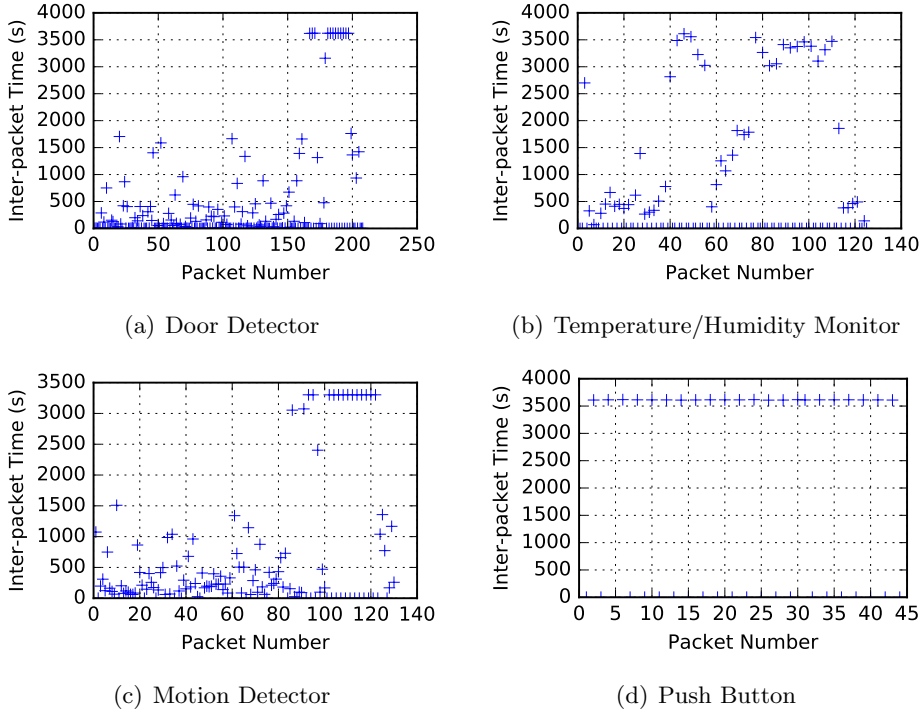 4000
3500
3000
2500
2000
1500
1000
500
0
Inter-packet Time (s)
0 50 100 150 200 250
Packet Number
(a) Door Detector
4000
3500
3000
2500
2000
1500
1000
500
0
Inter-packet Time (s)
0 20 40 60 80 100 120 140
Packet Number
(b) Temperature/Humidity Monitor
3500
3000
2500
2000
1500
1000
500
0
Inter-packet Time (s)
0 20 40 60 80 100 120 140
Packet Number
(c) Motion Detector
4000
3500
3000
2500
2000
1500
1000
500
0
Inter-packet Time (s)
0 5 10 15 20 25 30 35 40 45
Packet Number
(d) Push Button